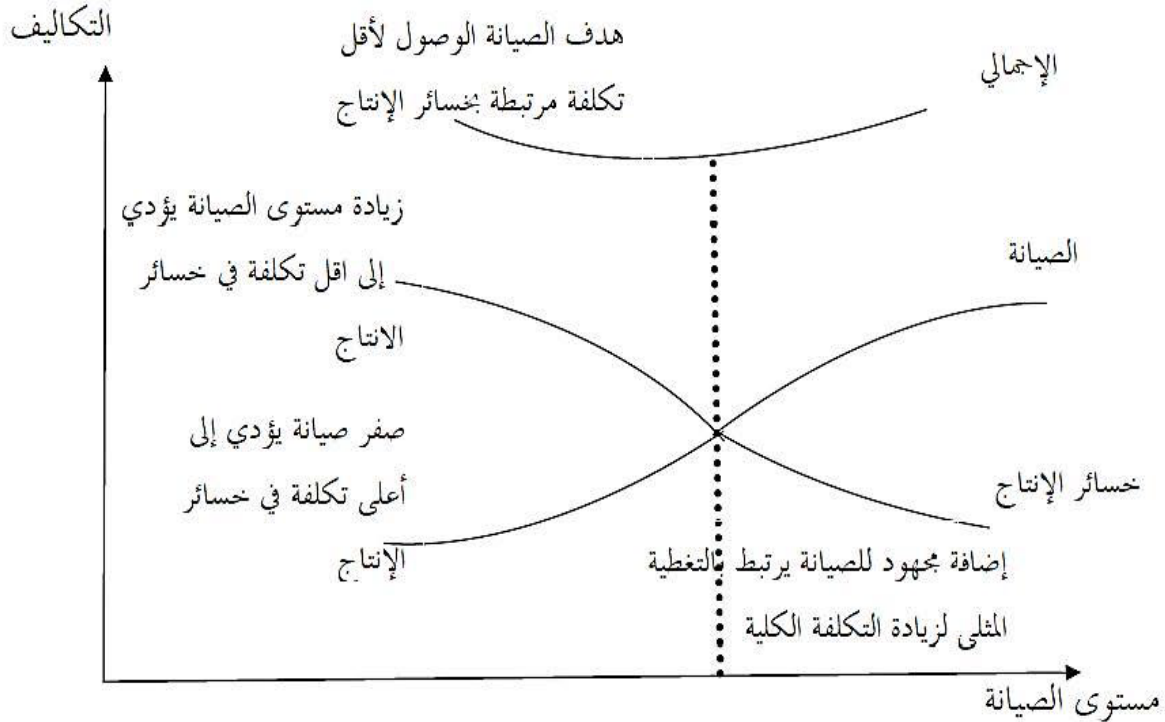 التكاليف
هدف الصيانة الوصول لأقل
تكلفة مرتبطة بخسائر الإنتاج
الإجمالي
زيادة مستوى الصيانة يؤدي
إلى اقل تكلفة في خسائر
الانتاج
الصيانة
صفر صيانة يؤدي إلى
أعلى تكلفة في خسائر
الإنتاج
خسائر الإنتاج
إضافة مجهود للصيانة يرتبط بالتغطية
المثلى لزيادة التكلفة الكلية
مستوى الصيانة